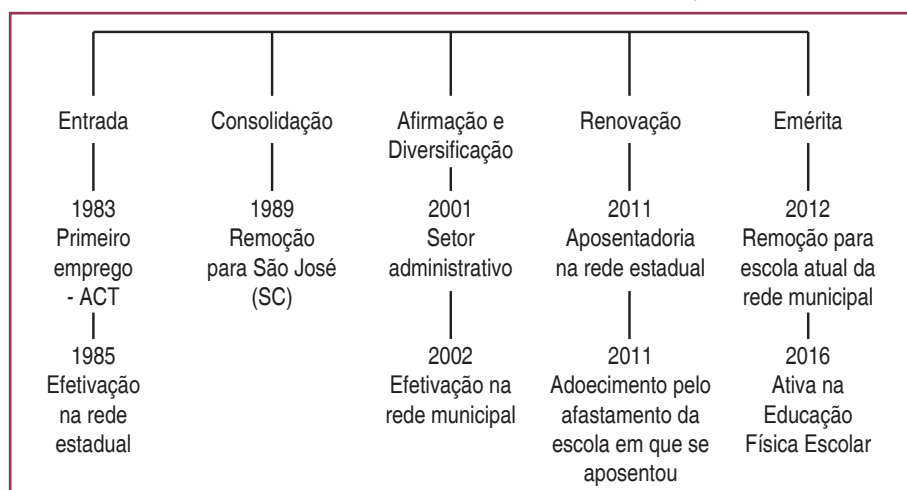 Entrada
1983
Primeiro
emprego
- ACT
1985
Efetivação
na rede
estadual
Consolidação
1989
Remoção
para São José
(SC)
Afirmação e
Diversificação
2001
Setor
administrativo
2002
Efetivação na
rede municipal
Renovação
2011
Aposentadoria
na rede estadual
2011
Adoecimento pelo
afastamento da
escola em que se
aposentou
Emérita
2012
Remoção para
escola atual da
rede municipal
2016
Ativa na
Educação
Física Escolar